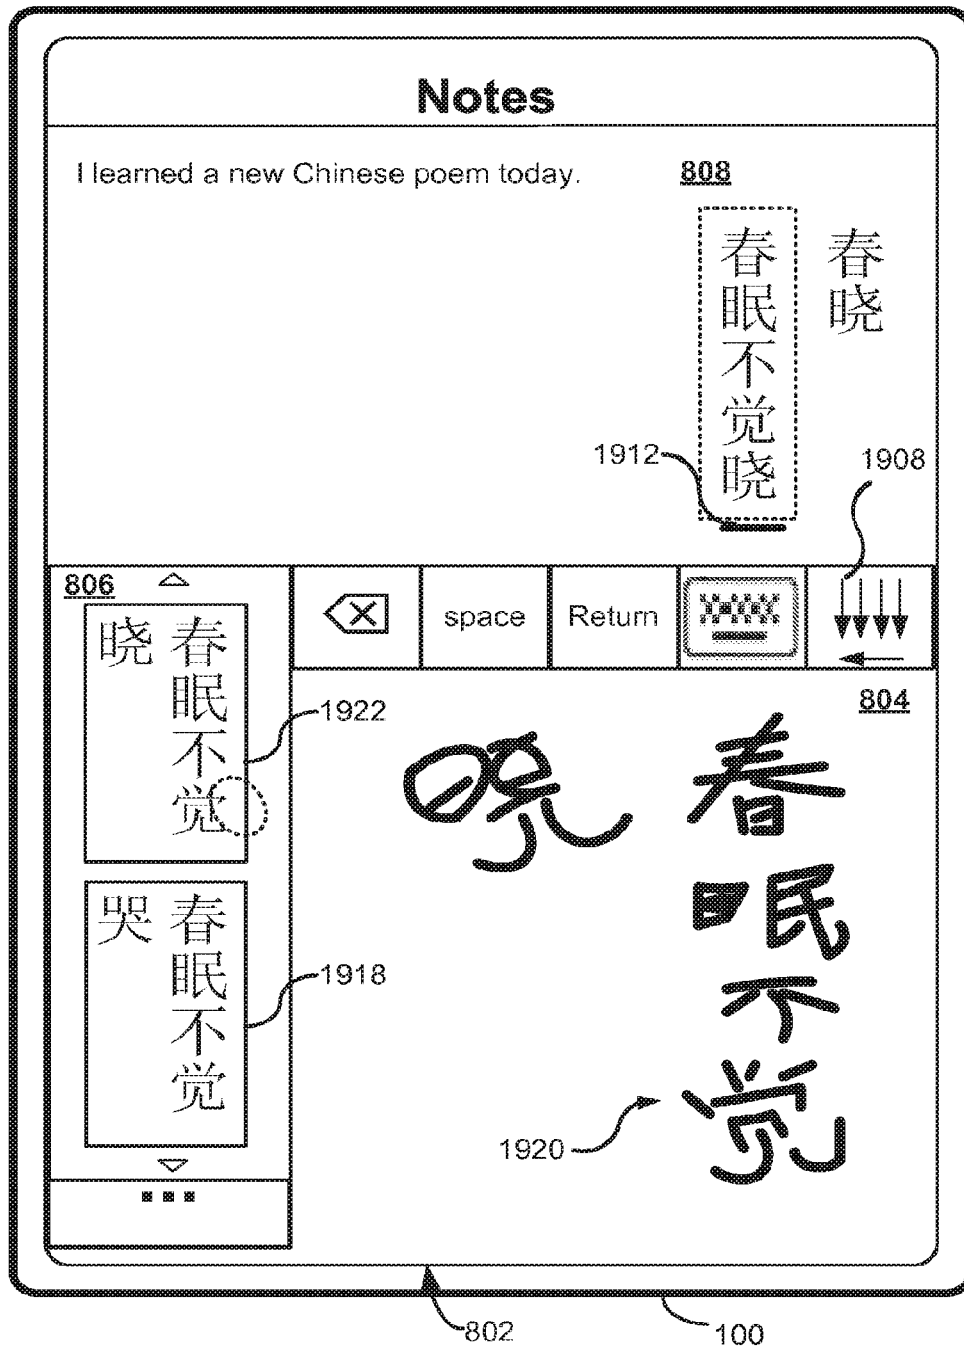 Notes
I learned a new Chinese poem today.
808
春晓
春眠不觉晓
1912
1908
806
space
Return
春眠不觉
晓
1922
春眠不觉
哭
1918
804
春眠不觉
晓
1920
802
100